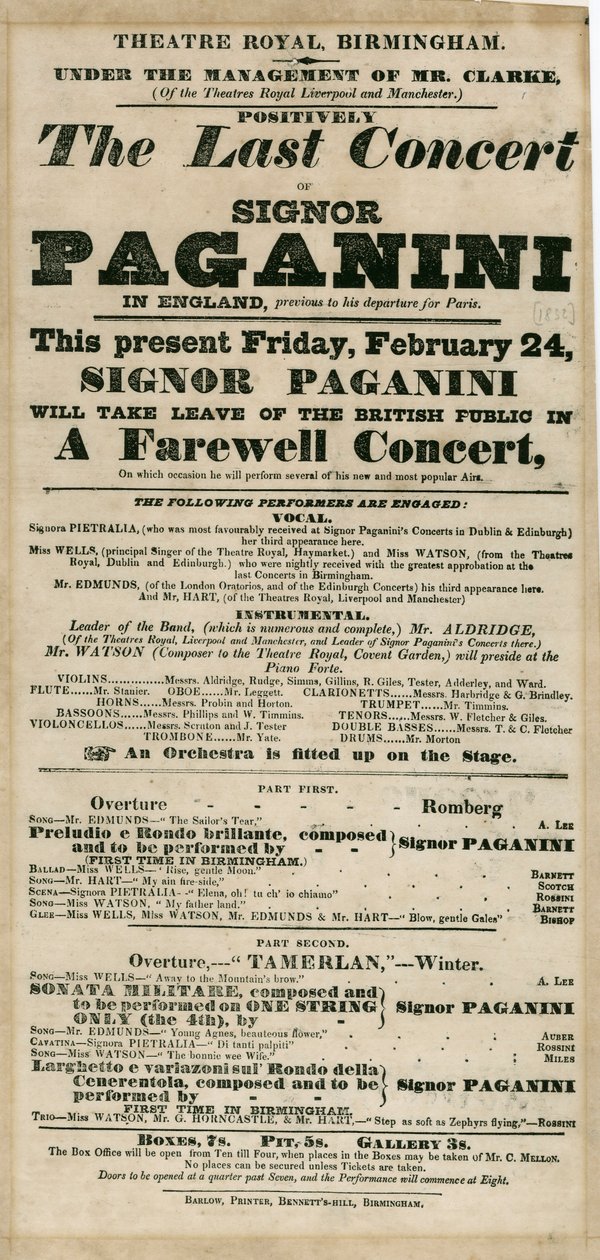 THEATRE ROYAL, BIRMINGHAM.
UNDER THE MANAGEMENT OF MR. CLARKE,
(Of the Theatres Royal Liverpool and Manchester.)
POSITIVELY
The Last Concert
OF
SIGNOR
PAGANINI
IN ENGLAND, previous to his departure for Paris.
[1832]
This present Friday, February 24,
SIGNOR PAGANINI
WILL TAKE LEAVE OF THE BRITISH PUBLIC IN
A Farewell Concert,
On which occasion he will perform several of his new and most popular Airs.
THE FOLLOWING PERFORMERS ARE ENGAGED:
VOCAL.
Signora PIETRALIA, (who was most favourably received at Signor Paganini's Concerts in Dublin & Edinburgh)
her third appearance here.
Miss WELLS, (principal Singer of the Theatre Royal, Haymarket.) and Miss WATSON, (from the Theatres
Royal, Dublin and Edinburgh.) who were nightly received with the greatest approbation at the
last Concerts in Birmingham.
Mr. EDMUNDS, (of the London Oratorios, and of the Edinburgh Concerts) his third appearance here.
And Mr, HART, (of the Theatres Royal, Liverpool and Manchester)
INSTRUMENTAL.
Leader of the Band, (which is numerous and complete,) Mr. ALDRIDGE,
(Of the Theatres Royal, Liverpool and Manchester, and Leader of Signor Paganini's Concerts there.)
Mr. WATSON (Composer to the Theatre Royal, Covent Garden,) will preside at the
Piano Forte.
VIOLINS...............Messrs. Aldridge, Rudge, Simms, Gillins, R. Giles, Tester, Adderley, and Ward.
FLUTE......Mr. Stanier. OBOE......Mr. Leggett. CLARIONETTS......Messrs. Harbridge & G. Brindley.
HORNS......Messrs. Probin and Horton. TRUMPET......Mr. Timmins.
BASSOONS......Messrs. Phillips and W. Timmins. TENORS......Messrs. W. Fletcher & Giles.
VIOLONCELLOS......Messrs. Scruton and J. Tester DOUBLE BASSES......Messrs. T. & C. Fletcher
TROMBONE......Mr. Yate. DRUMS......Mr. Morton
☞ An Orchestra is fitted up on the Stage.
PART FIRST.
Overture - - - - - Romberg
SONG—Mr. EDMUNDS—"The Sailor's Tear," A. LEE
Preludio e Rondo brillante, composed
and to be performed by - - } Signor PAGANINI
(FIRST TIME IN BIRMINGHAM.)
BALLAD—Miss WELLS—' Rise, gentle Moon." BARNETT
SONG—Mr. HART—" My ain fire-side," SCOTCH
SCENA—Signora PIETRALIA--"Elena, oh! tu ch' io chiamo" ROSSINI
SONG—Miss WATSON, " My father land." BARNETT
GLEE—Miss WELLS, Miss WATSON, Mr. EDMUNDS & Mr. HART—" Blow, gentle Gales" BISHOP
PART SECOND.
Overture,---" TAMERLAN,"---Winter.
SONG—Miss WELLS—" Away to the Mountain's brow." A. LEE
SONATA MILITARE, composed and
to be performed on ONE STRING
ONLY (the 4th), by - } Signor PAGANINI
SONG—Mr. EDMUNDS—" Young Agnes, beauteous flower," AUBER
CAVATINA—Signora PIETRALIA—" Di tanti palpiti" ROSSINI
SONG—Miss WATSON—" The bonnie wee Wife." MILES
Larghetto e variazoni sul' Rondo della
Cenerentola, composed and to be
performed by - - - } Signor PAGANINI
FIRST TIME IN BIRMINGHAM.
TRIO—Miss WATSON, Mr. G. HORNCASTLE, & Mr. HART,—" Step as soft as Zephyrs flying,"—ROSSINI
BOXES, 7s. PIT, 5s. GALLERY 3s.
The Box Office will be open from Ten till Four, when places in the Boxes may be taken of Mr. C. MELLON.
No places can be secured unless Tickets are taken.
Doors to be opened at a quarter past Seven, and the Performance will commence at Eight.
BARLOW, PRINTER, BENNETT'S-HILL, BIRMINGHAM.